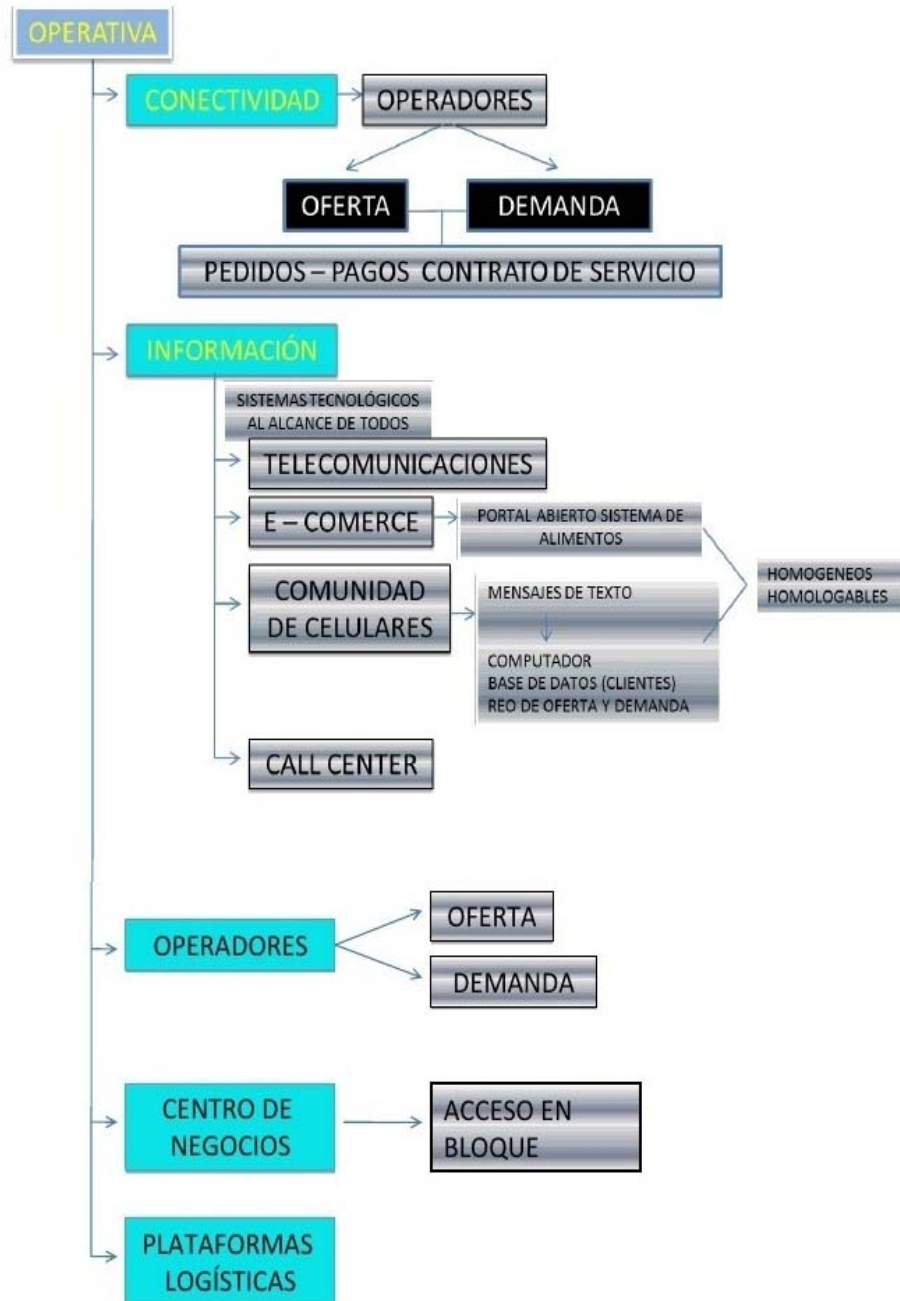 OPERATIVA
CONECTIVIDAD
OPERADORES
OFERTA
DEMANDA
PEDIDOS – PAGOS CONTRATO DE SERVICIO
INFORMACIÓN
SISTEMAS TECNOLÓGICOS
AL ALCANCE DE TODOS
TELECOMUNICACIONES
E – COMERCE
PORTAL ABIERTO SISTEMA DE
ALIMENTOS
HOMOGENEOS
HOMOLOGABLES
COMUNIDAD
DE CELULARES
MENSAJES DE TEXTO
COMPUTADOR
BASE DE DATOS (CLIENTES)
REO DE OFERTA Y DEMANDA
CALL CENTER
OPERADORES
OFERTA
DEMANDA
CENTRO DE
NEGOCIOS
ACCESO EN
BLOQUE
PLATAFORMAS
LOGÍSTICAS